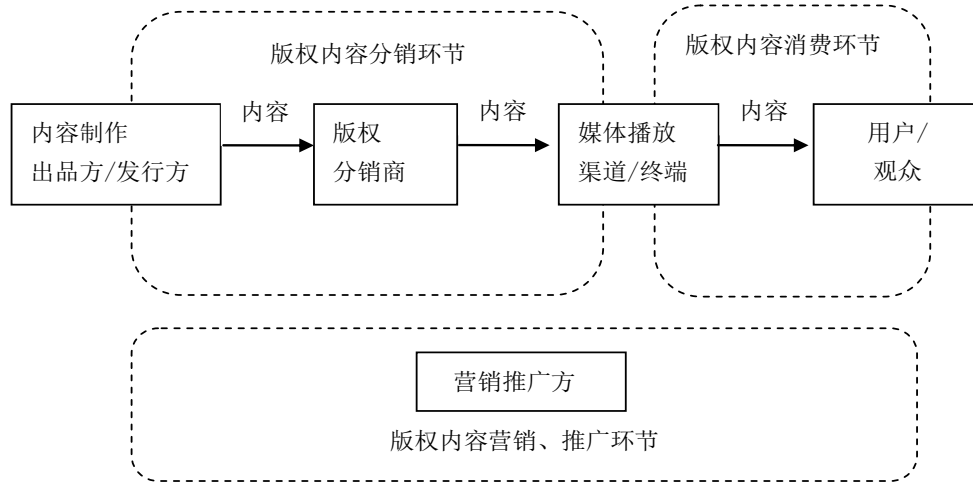 版权内容分销环节
版权内容消费环节
内容
内容
内容
内容制作
出品方/发行方
版权
分销商
媒体播放
渠道/终端
用户/
观众
营销推广方
版权内容营销、推广环节